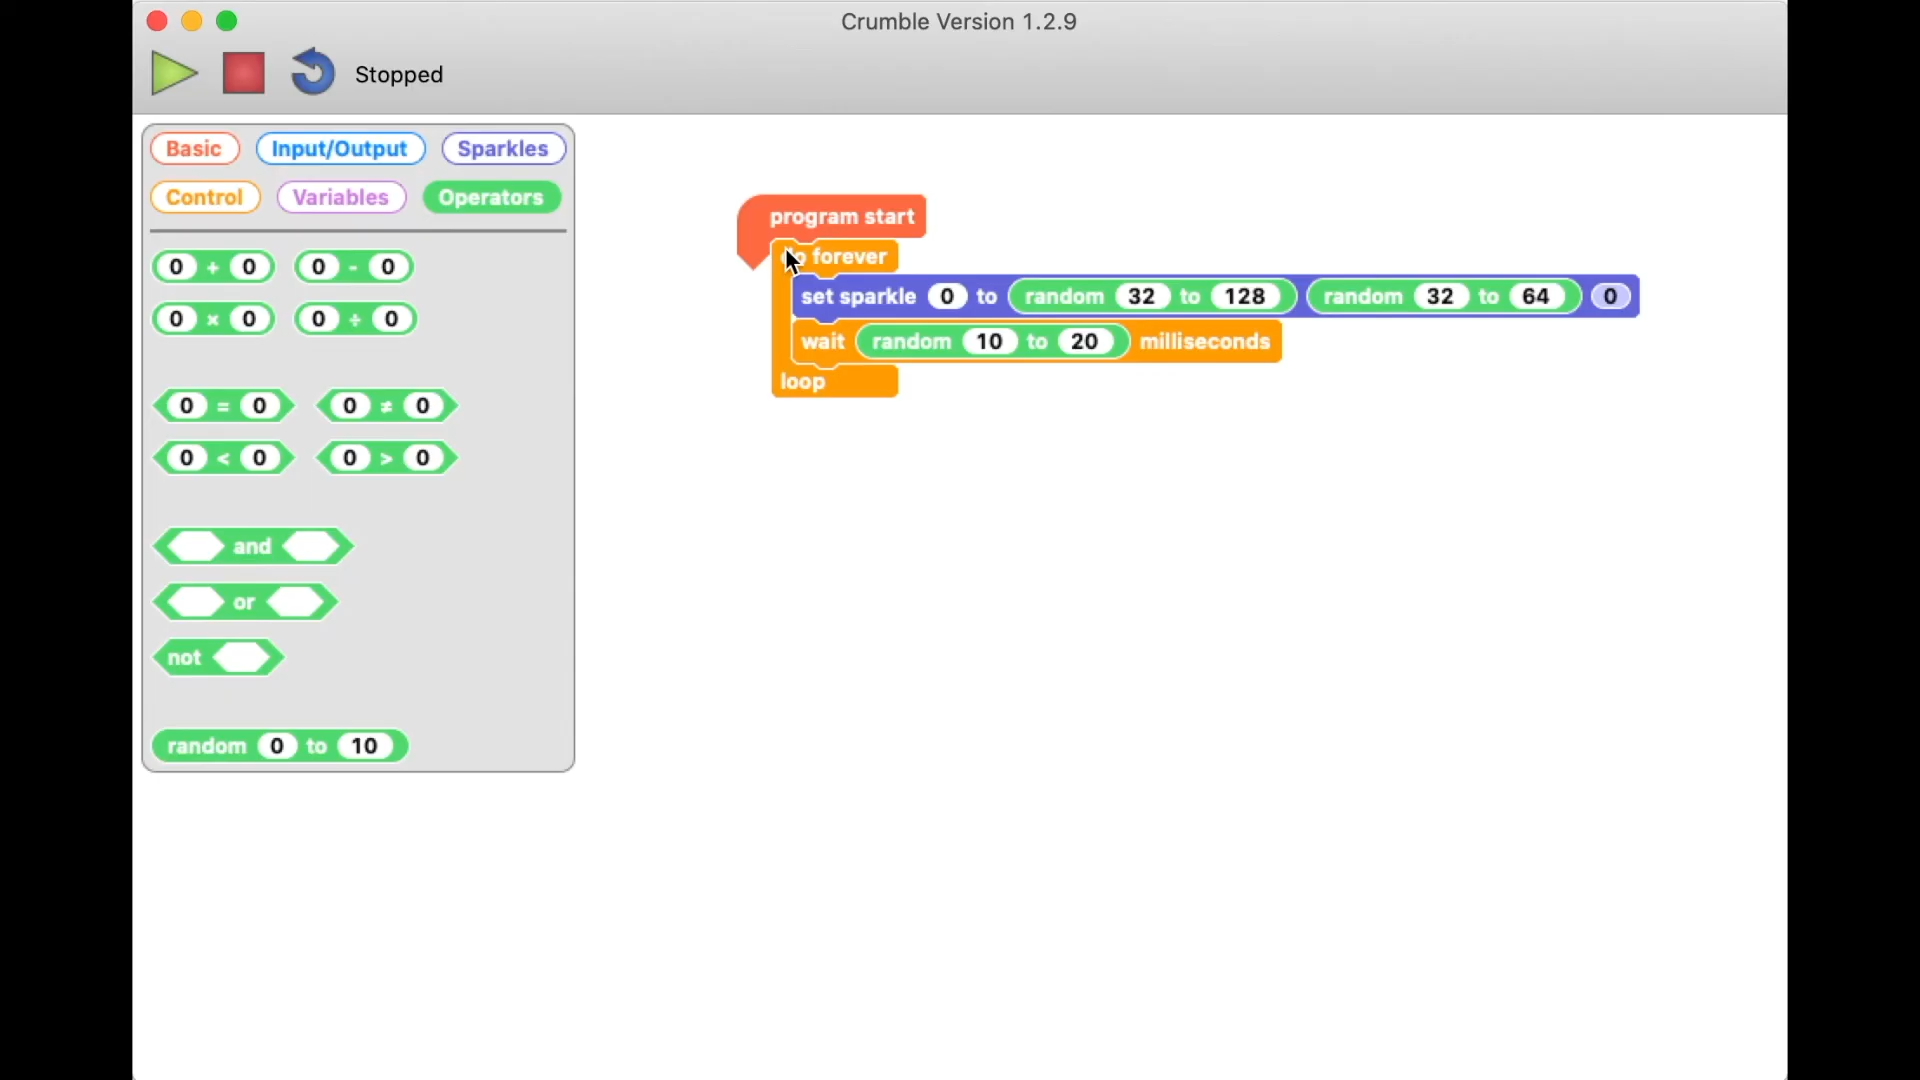 Crumble Version 1.2.9
Stopped
Basic Input/Output Sparkles
Control Variables Operators
0 + 0 0 - 0
0 × 0 0 ÷ 0
0 = 0 0 ≠ 0
0 < 0 0 > 0
and
or
not
random 0 to 10
program start
do forever
set sparkle 0 to random 32 to 128 random 32 to 64 0
wait random 10 to 20 milliseconds
loop